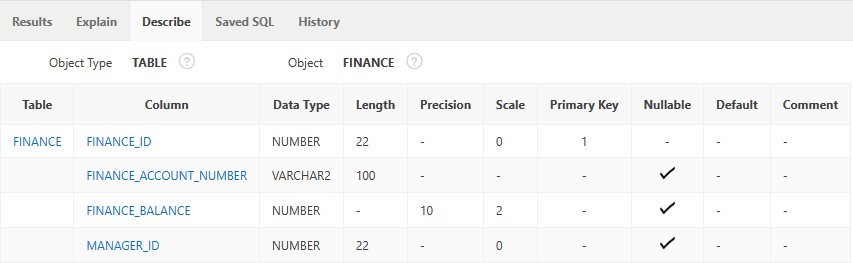 Results Explain Describe Saved SQL History
Object Type TABLE ? Object FINANCE ?
Table Column Data Type Length Precision Scale Primary Key Nullable Default Comment
FINANCE FINANCE_ID NUMBER 22 - 0 1 - - -
FINANCE_ACCOUNT_NUMBER VARCHAR2 100 - - - ✓ - -
FINANCE_BALANCE NUMBER - 10 2 - ✓ - -
MANAGER_ID NUMBER 22 - 0 - ✓ - -